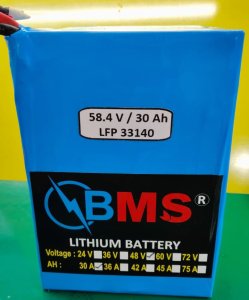 58.4 V / 30 Ah
LFP 33140
BMS®
LITHIUM BATTERY
Voltage : 24 V 36 V 48 V 60 V 72 V
AH : 30 A 36 A 42 A 45 A 75 A